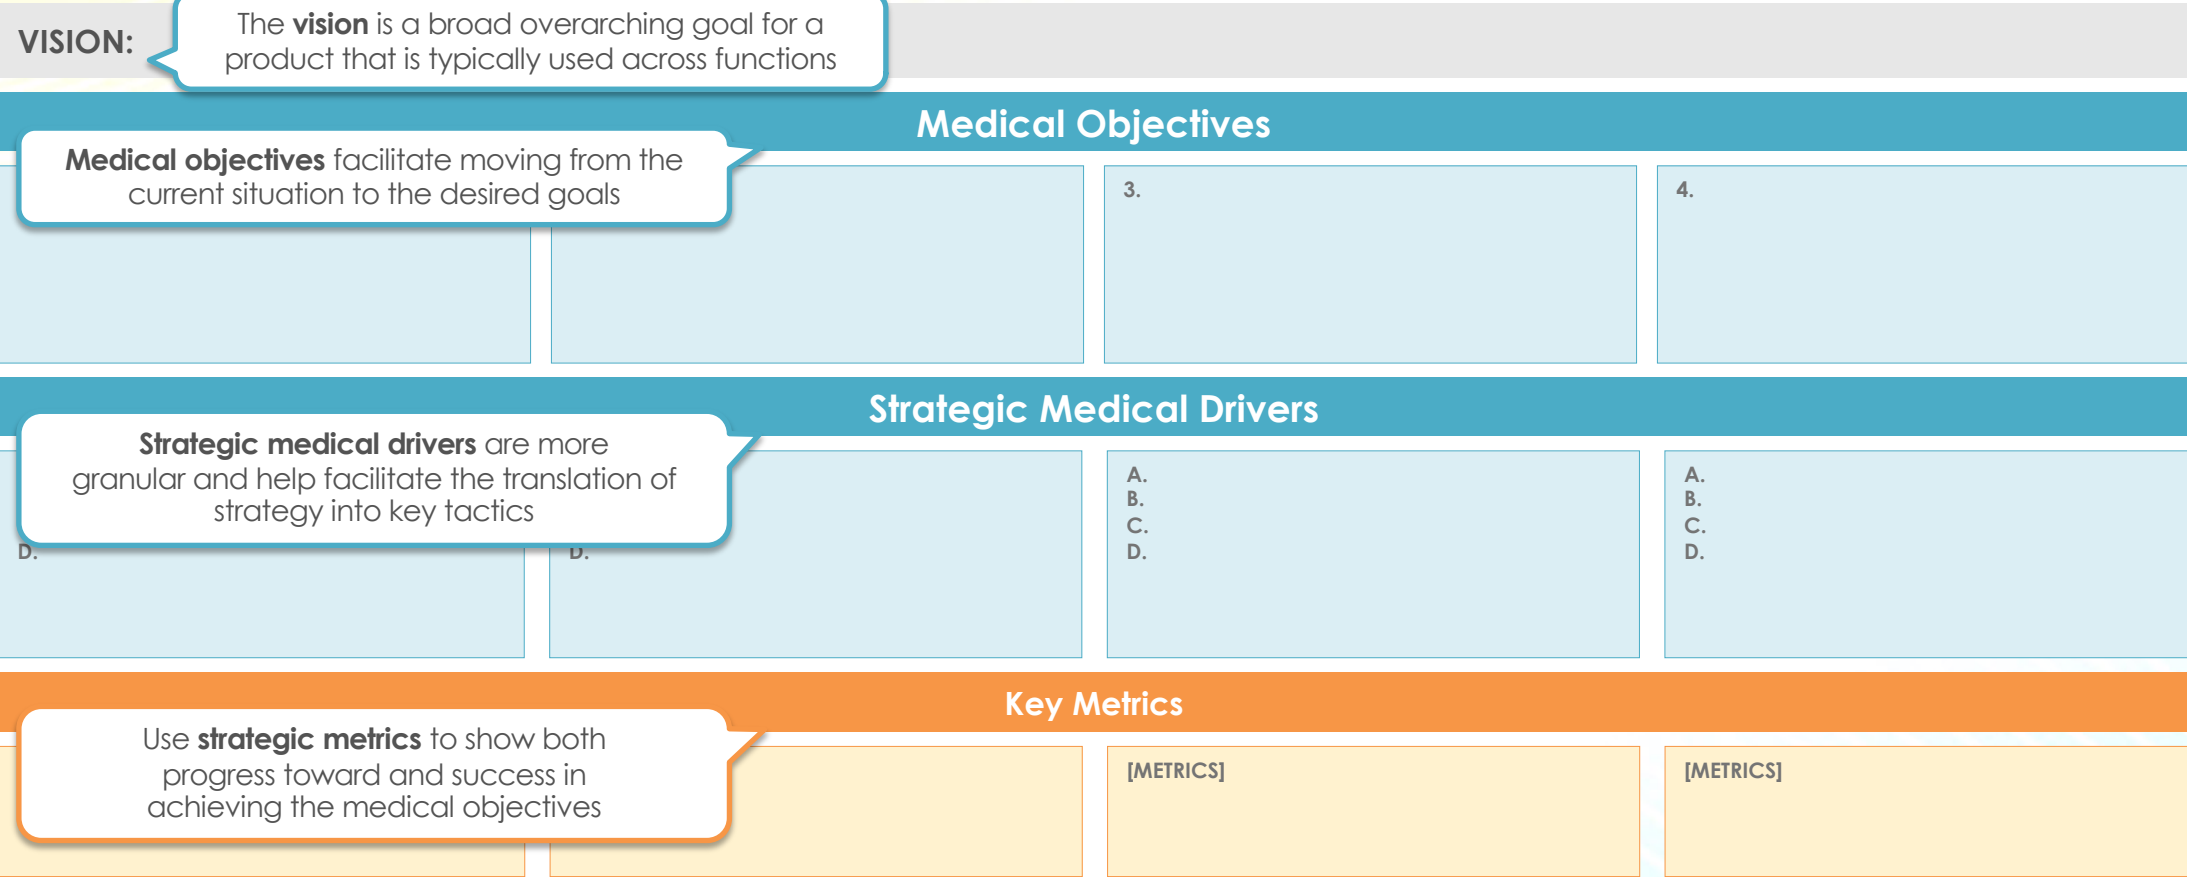 VISION:
The vision is a broad overarching goal for a
product that is typically used across functions
Medical Objectives
Medical objectives facilitate moving from the
current situation to the desired goals
3.
4.
Strategic Medical Drivers
Strategic medical drivers are more
granular and help facilitate the translation of
strategy into key tactics
D.
D.
A.
B.
C.
D.
A.
B.
C.
D.
Key Metrics
Use strategic metrics to show both
progress toward and success in
achieving the medical objectives
[METRICS]
[METRICS]